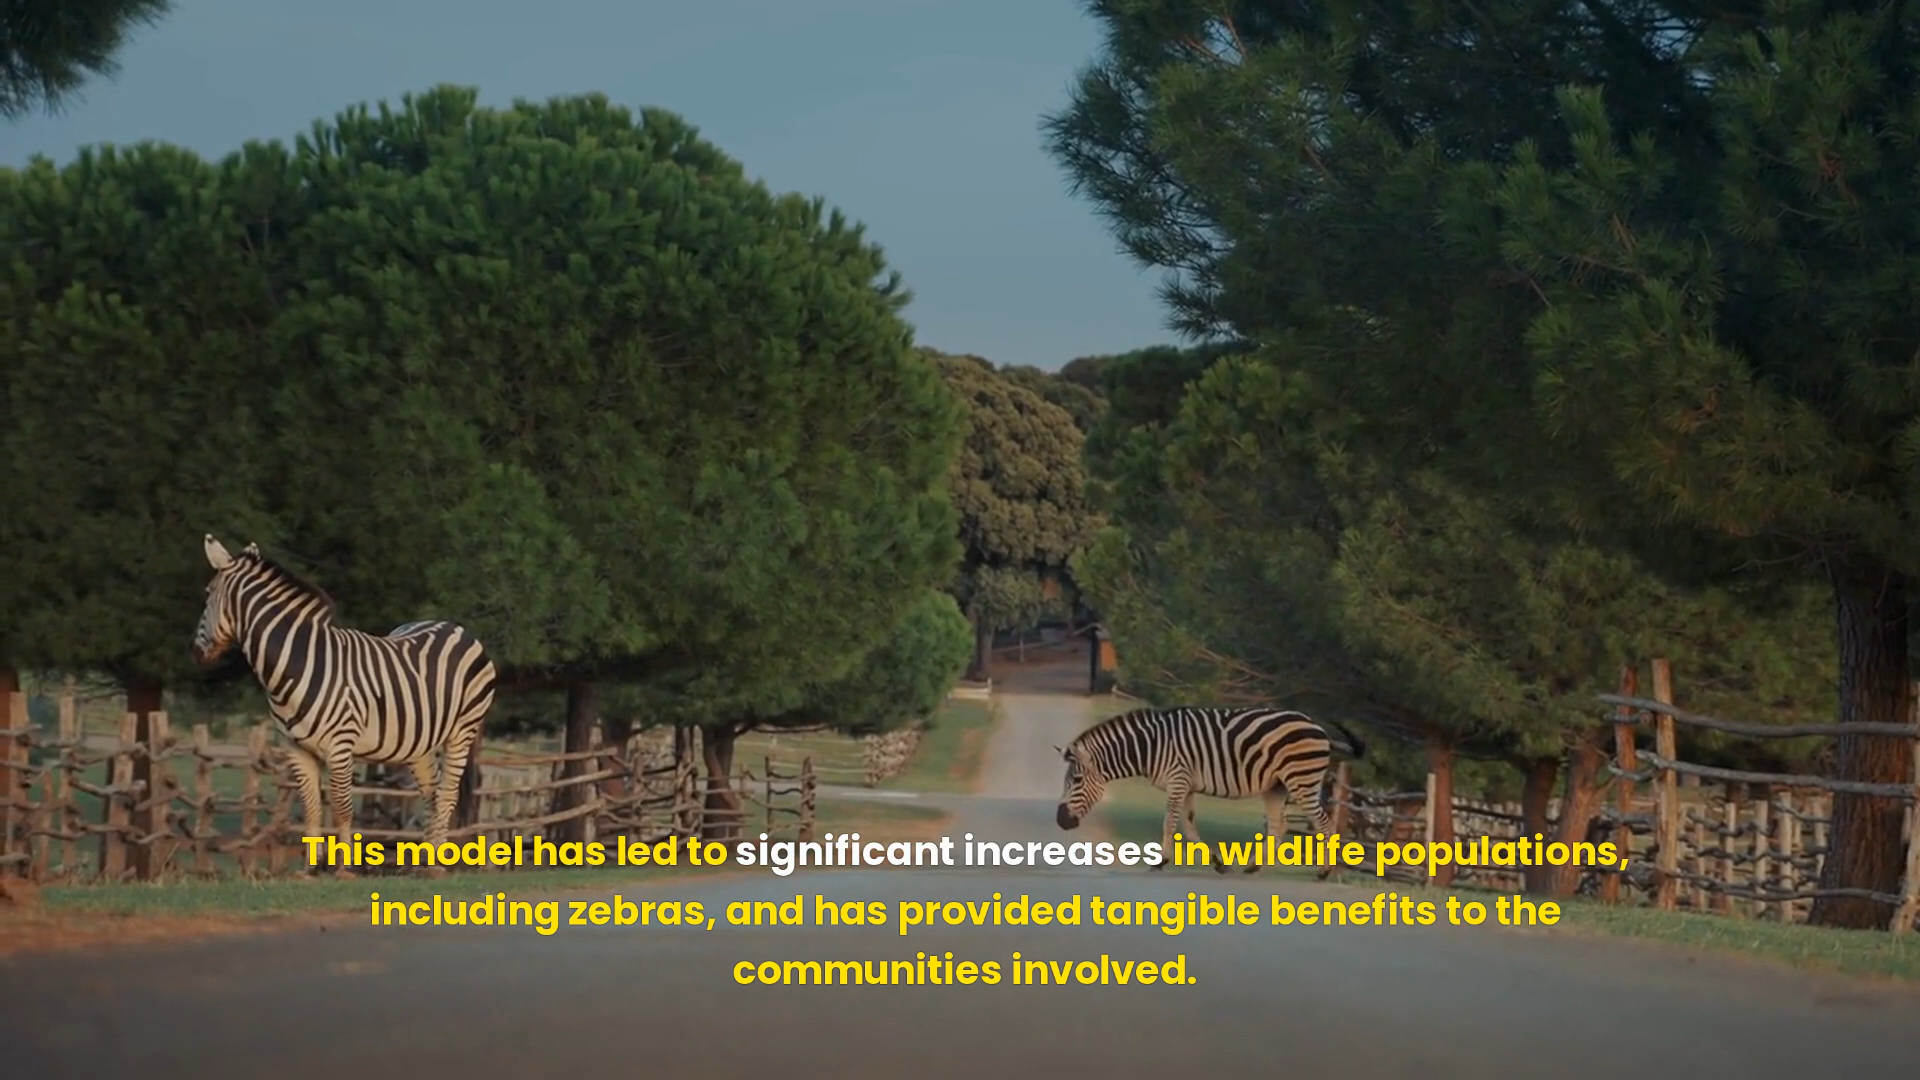 This model has led to significant increases in wildlife populations,
including zebras, and has provided tangible benefits to the
communities involved.